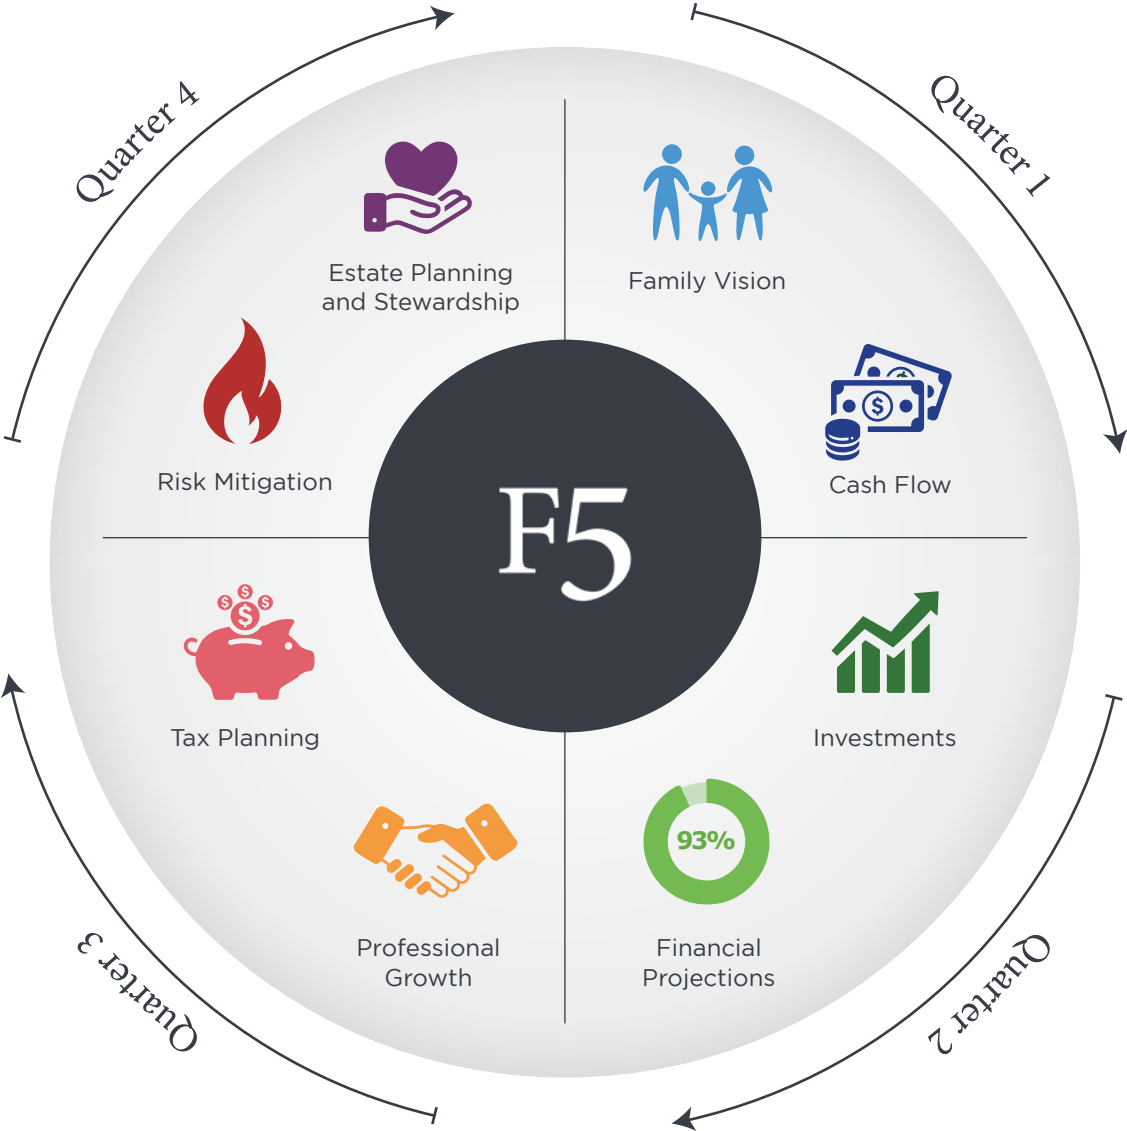 Quarter 4
Quarter 1
Estate Planning
and Stewardship
Family Vision
Risk Mitigation
$
Cash Flow
F5
$ $ $
$
Tax Planning
Investments
93%
Professional
Growth
Financial
Projections
Quarter 3
Quarter 2